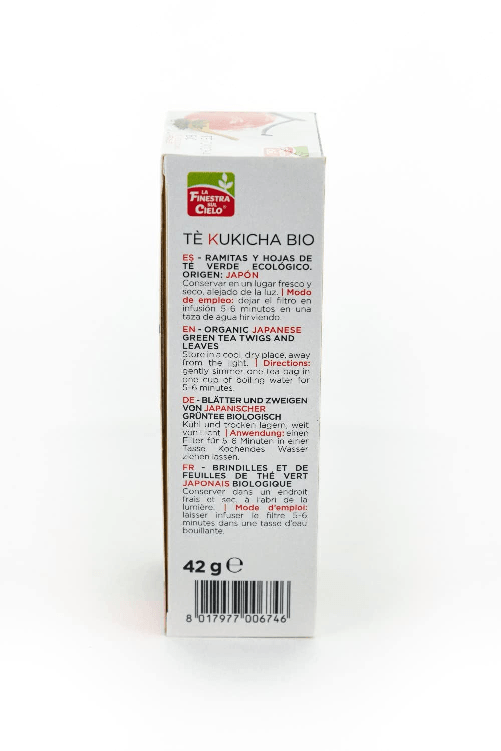 LA
FINESTRA
SUL
CIELO®
TÈ KUKICHA BIO
ES - RAMITAS Y HOJAS DE
TÉ VERDE ECOLÓGICO.
ORIGEN: JAPÓN
Conservar en un lugar fresco y
seco, alejado de la luz. | Modo
de empleo: dejar el filtro en
infusión 5-6 minutos en una
taza de agua hirviendo.
EN - ORGANIC JAPANESE
GREEN TEA TWIGS AND
LEAVES
Store in a cool, dry place, away
from the light. | Directions:
gently simmer one tea bag in
one cup of boiling water for
5-6 minutes.
DE - BLÄTTER UND ZWEIGEN
VON JAPANISCHER
GRÜNTEE BIOLOGISCH
Kühl und trocken lagern, weit
von Licht. | Anwendung: einen
Filter für 5-6 Minuten in einer
Tasse Kochendes Wasser
ziehen lassen.
FR - BRINDILLES ET DE
FEUILLES DE THÉ VERT
JAPONAIS BIOLOGIQUE
Conserver dans un endroit
frais et sec, à l'abri de la
lumière. | Mode d'emploi:
laisser infuser le filtre 5-6
minutes dans une tasse d'eau
bouillante.
42 g e
8 017977 006746